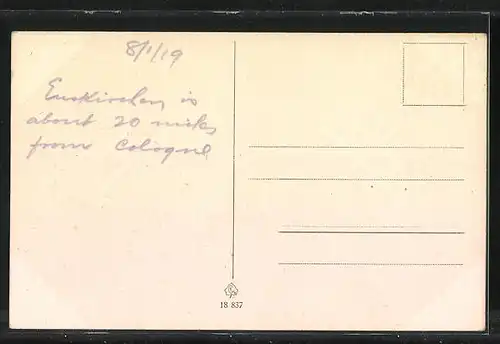 8/1/19
Euskirchen is
about 20 miles
from Cologne
18 837